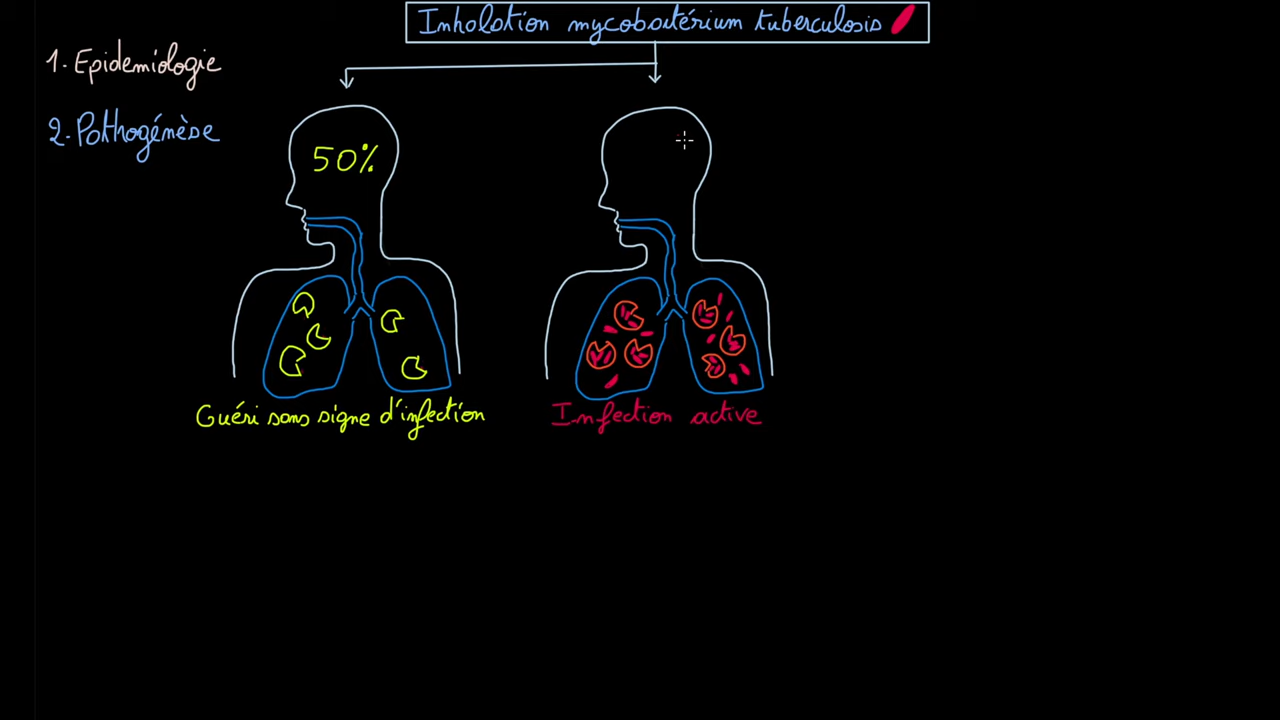 Inhalation mycobactérium tuberculosis
1. Epidemiologie
2. Pathogénèse
50%
Guéri sans signe d'infection
Infection active